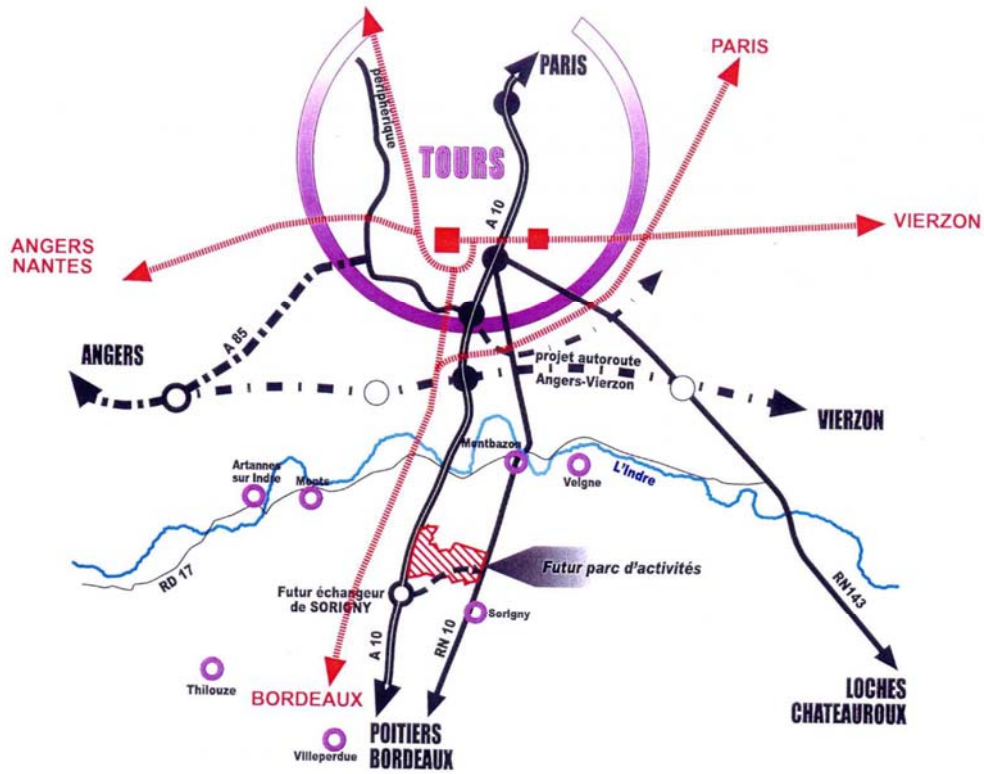 PARIS
PARIS
périphérique
TOURS
A 10
VIERZON
ANGERS
NANTES
A 85
ANGERS
projet autoroute
Angers-Vierzon
VIERZON
Montbazon
Artannes
sur Indre
Monts
Veigne
L'Indre
RD 17
Futur parc d'activités
Futur échangeur
de SORIGNY
Sorigny
RN143
A 10
RN 10
Thilouze
BORDEAUX
LOCHES
CHATEAUROUX
POITIERS
BORDEAUX
Villeperdue